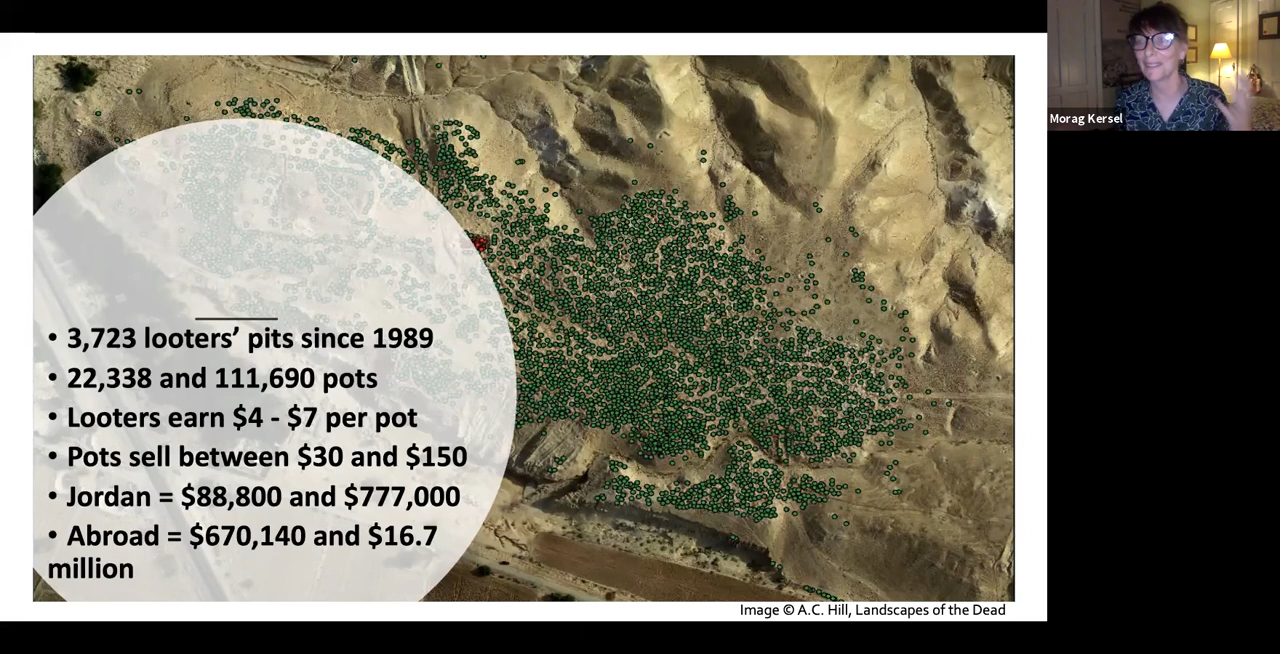 • 3,723 looters’ pits since 1989
• 22,338 and 111,690 pots
• Looters earn $4 - $7 per pot
• Pots sell between $30 and $150
• Jordan = $88,800 and $777,000
• Abroad = $670,140 and $16.7
million
Image © A.C. Hill, Landscapes of the Dead
Morag Kersel